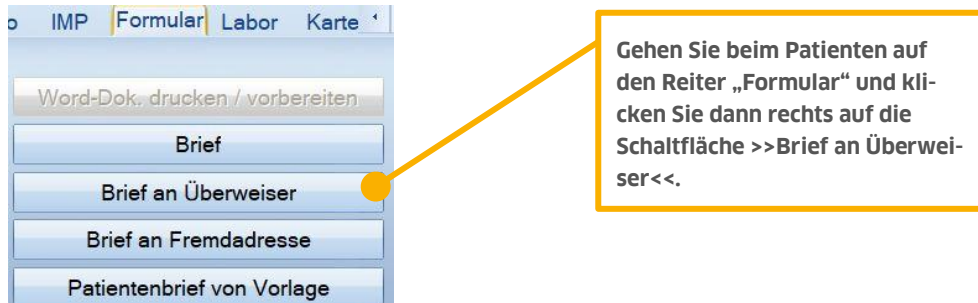 IMP Formular Labor Karte
Word-Dok. drucken / vorbereiten
Brief
Brief an Überweiser
Brief an Fremdadresse
Patientenbrief von Vorlage
Gehen Sie beim Patienten auf
den Reiter „Formular“ und kli-
cken Sie dann rechts auf die
Schaltfläche >>Brief an Überwei-
ser<<.